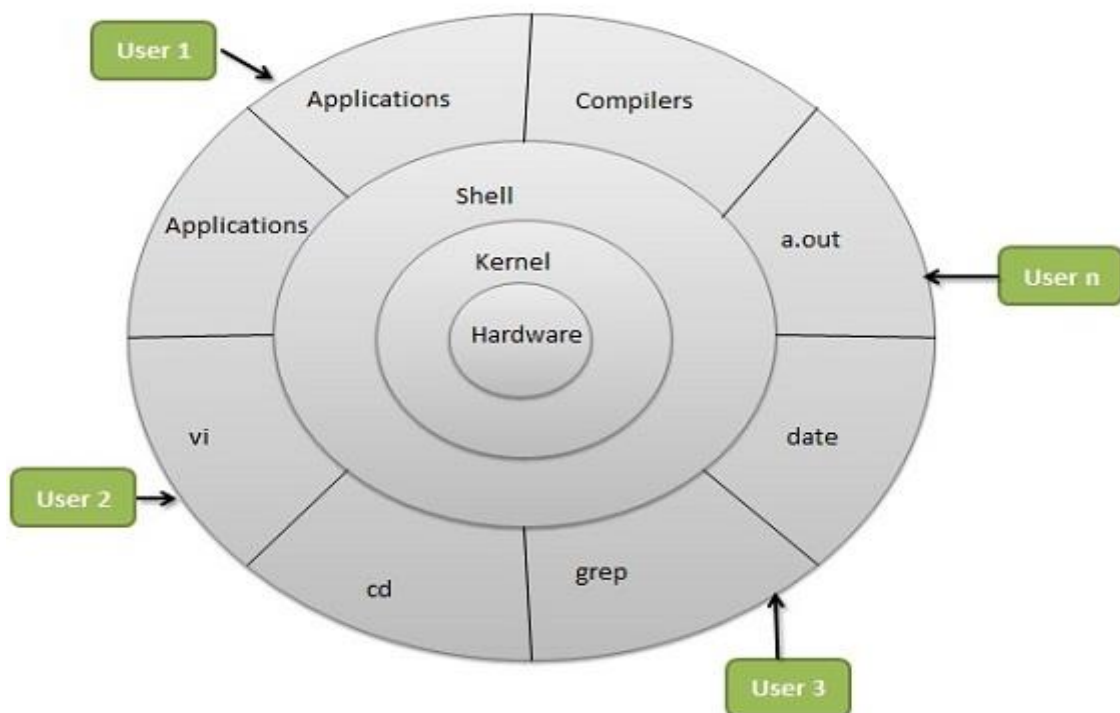 User 1
Applications
Compilers
Shell
Applications
a.out
Kernel
User n
Hardware
vi
date
User 2
grep
cd
User 3